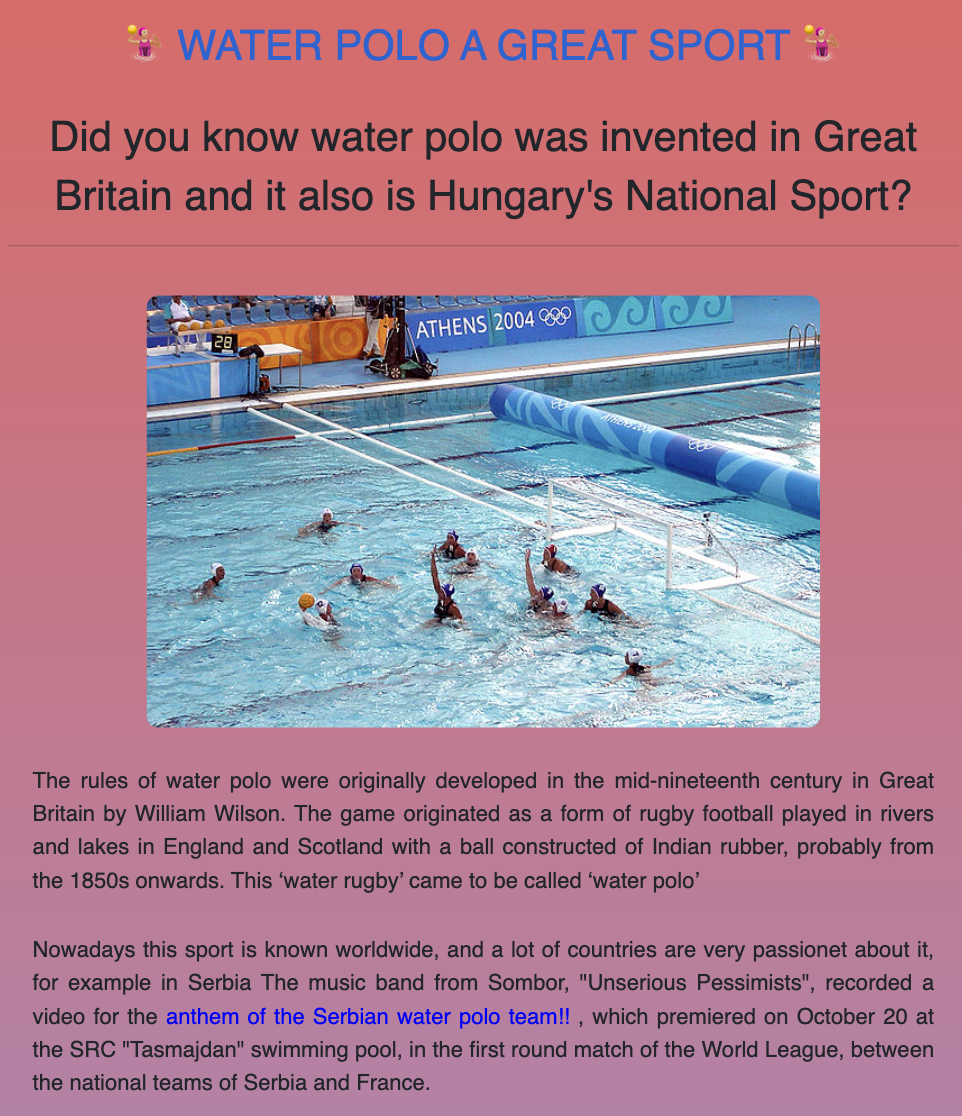 🤽‍♀️ WATER POLO A GREAT SPORT 🤽‍♀️
Did you know water polo was invented in Great
Britain and it also is Hungary's National Sport?
ATHENS 2004
28
ATHENS 2004
The rules of water polo were originally developed in the mid-nineteenth century in Great
Britain by William Wilson. The game originated as a form of rugby football played in rivers
and lakes in England and Scotland with a ball constructed of Indian rubber, probably from
the 1850s onwards. This ‘water rugby’ came to be called ‘water polo’
Nowadays this sport is known worldwide, and a lot of countries are very passionet about it,
for example in Serbia The music band from Sombor, "Unserious Pessimists", recorded a
video for the anthem of the Serbian water polo team!! , which premiered on October 20 at
the SRC "Tasmajdan" swimming pool, in the first round match of the World League, between
the national teams of Serbia and France.